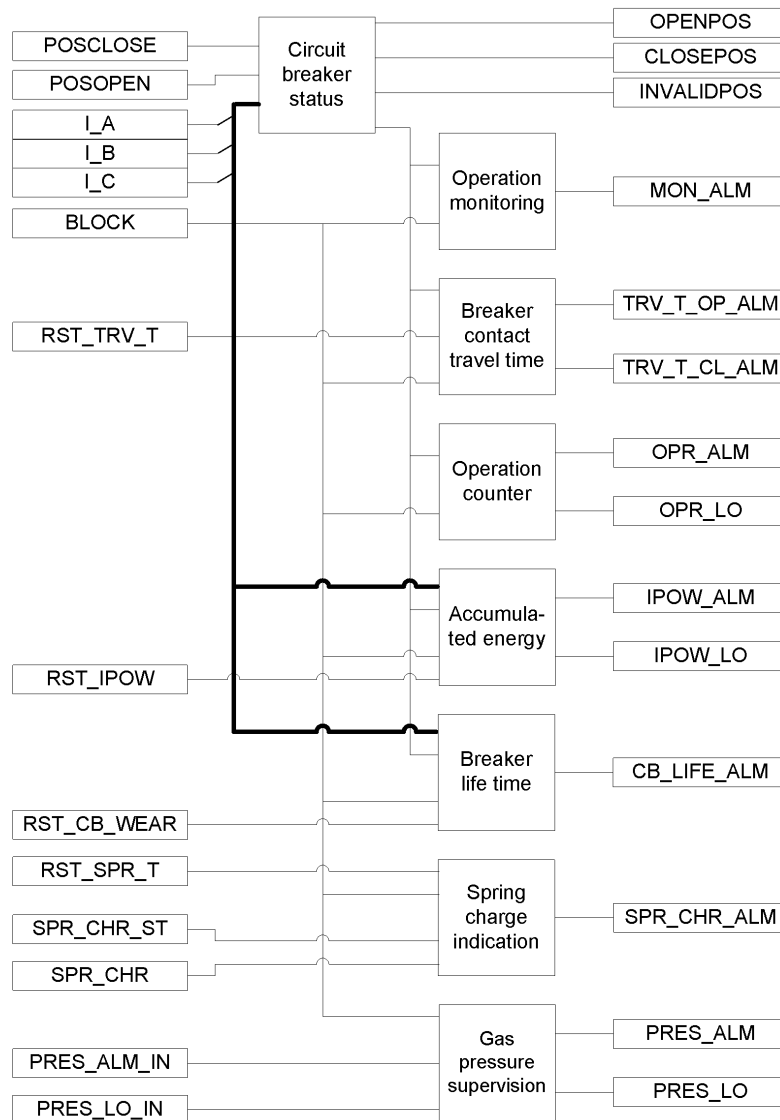 POSCLOSE
POSOPEN
I_A
I_B
I_C
BLOCK
RST_TRV_T
RST_IPOW
RST_CB_WEAR
RST_SPR_T
SPR_CHR_ST
SPR_CHR
PRES_ALM_IN
PRES_LO_IN
Circuit
breaker
status
Operation
monitoring
Breaker
contact
travel time
Operation
counter
Accumula-
ted energy
Breaker
life time
Spring
charge
indication
Gas
pressure
supervision
OPENPOS
CLOSEPOS
INVALIDPOS
MON_ALM
TRV_T_OP_ALM
TRV_T_CL_ALM
OPR_ALM
OPR_LO
IPOW_ALM
IPOW_LO
CB_LIFE_ALM
SPR_CHR_ALM
PRES_ALM
PRES_LO